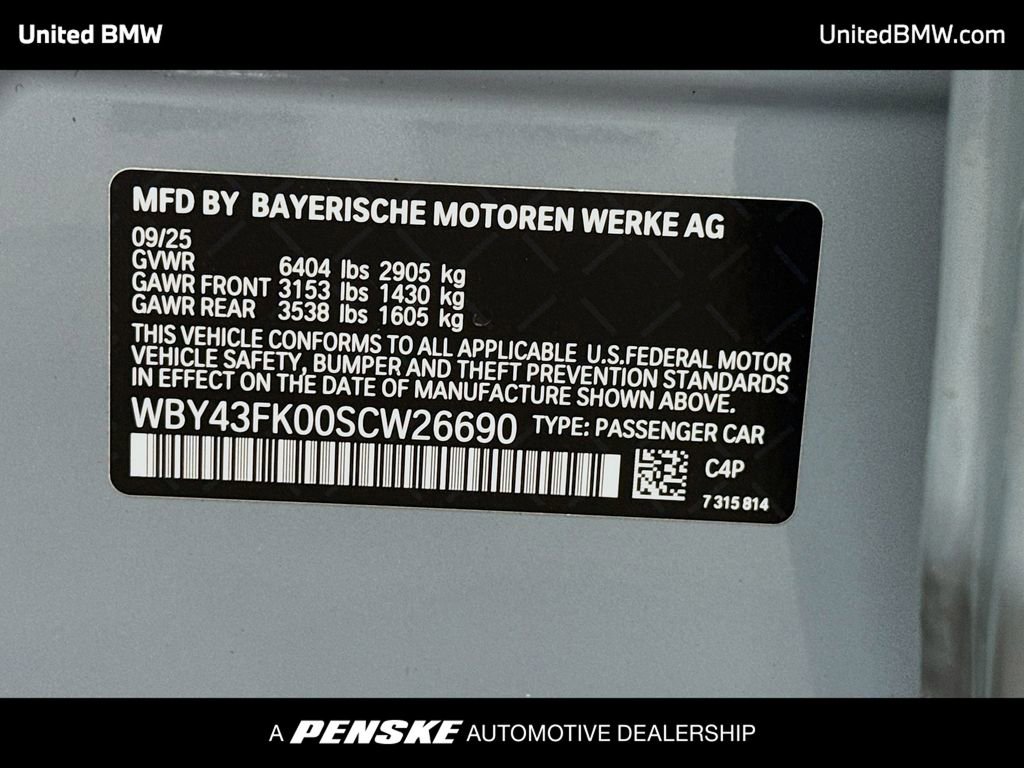 United BMW
UnitedBMW.com
MFD BY BAYERISCHE MOTOREN WERKE AG
09/25
GVWR 6404 lbs 2905 kg
GAWR FRONT 3153 lbs 1430 kg
GAWR REAR 3538 lbs 1605 kg
THIS VEHICLE CONFORMS TO ALL APPLICABLE U.S.FEDERAL MOTOR
VEHICLE SAFETY, BUMPER AND THEFT PREVENTION STANDARDS
IN EFFECT ON THE DATE OF MANUFACTURE SHOWN ABOVE.
WBY43FK00SCW26690 TYPE: PASSENGER CAR
C4P
7315814
A PENSKE AUTOMOTIVE DEALERSHIP